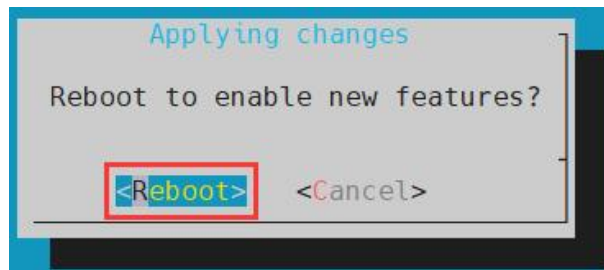 Applying changes
Reboot to enable new features?
<Reboot> <Cancel>